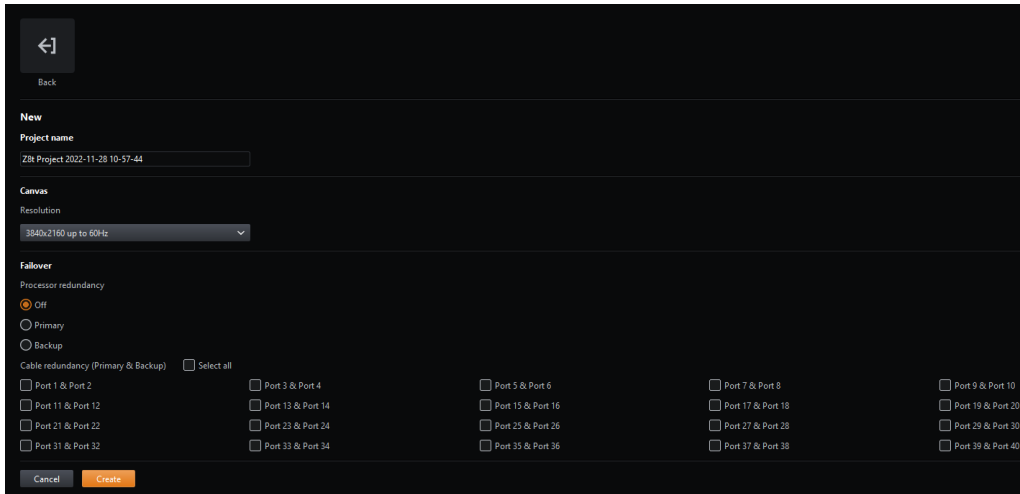 Back
New
Project name
Z8t Project 2022-11-28 10-57-44
Canvas
Resolution
3840x2160 up to 60Hz
Failover
Processor redundancy
Off
Primary
Backup
Cable redundancy (Primary & Backup) Select all
Port 1 & Port 2 Port 3 & Port 4 Port 5 & Port 6 Port 7 & Port 8 Port 9 & Port 10
Port 11 & Port 12 Port 13 & Port 14 Port 15 & Port 16 Port 17 & Port 18 Port 19 & Port 20
Port 21 & Port 22 Port 23 & Port 24 Port 25 & Port 26 Port 27 & Port 28 Port 29 & Port 30
Port 31 & Port 32 Port 33 & Port 34 Port 35 & Port 36 Port 37 & Port 38 Port 39 & Port 40
Cancel Create